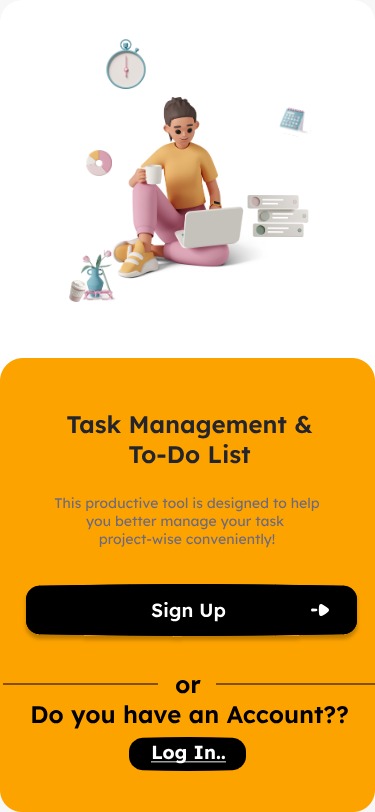 Task Management &
To-Do List
This productive tool is designed to help
you better manage your task
project-wise conveniently!
Sign Up
or
Do you have an Account??
Log In..